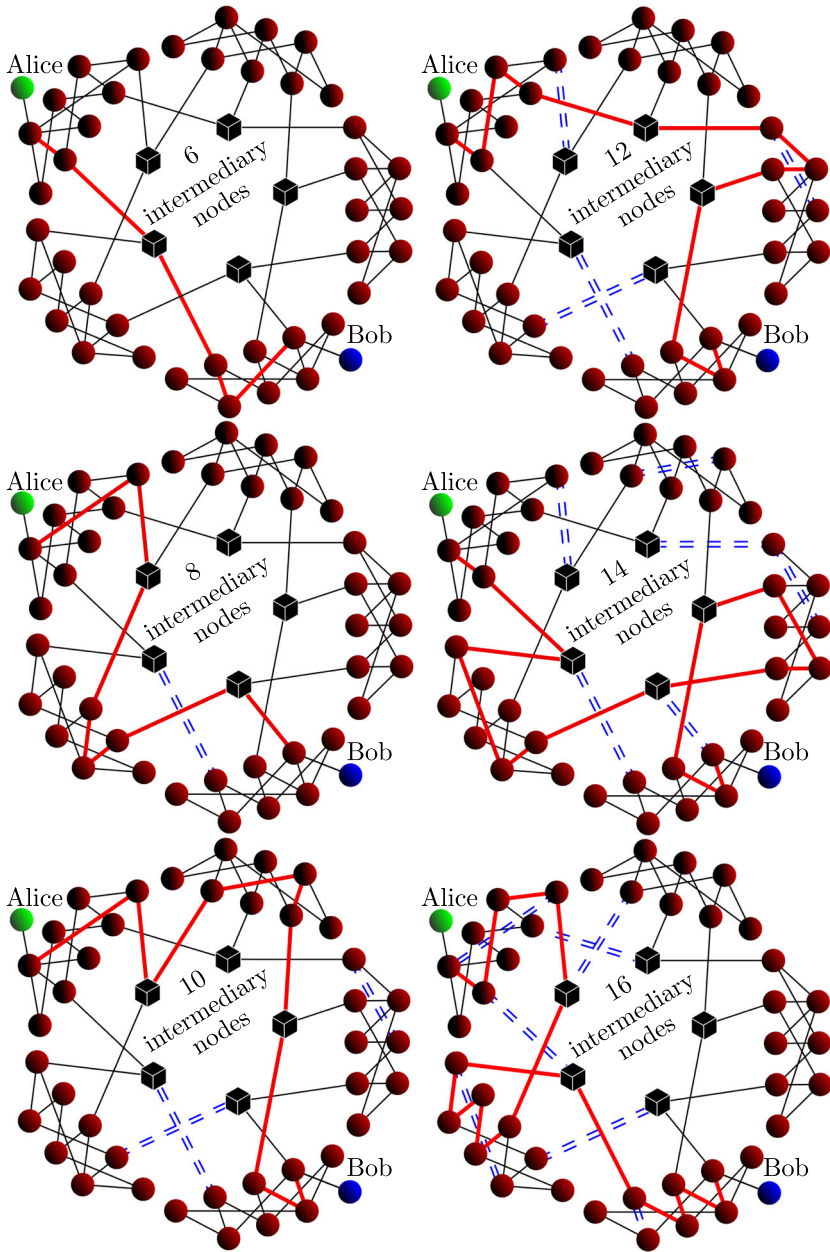 Alice
6
intermediary
nodes
Bob
Alice
12
intermediary
nodes
Bob
Alice
8
intermediary
nodes
Bob
Alice
14
intermediary
nodes
Bob
Alice
10
intermediary
nodes
Bob
Alice
16
intermediary
nodes
Bob